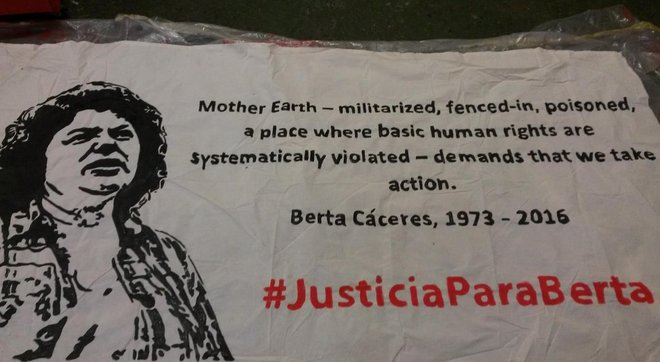 Mother Earth – militarized, fenced-in, poisoned,
a place where basic human rights are
systematically violated – demands that we take
action.
Berta Cáceres, 1973 - 2016
#JusticiaParaBerta